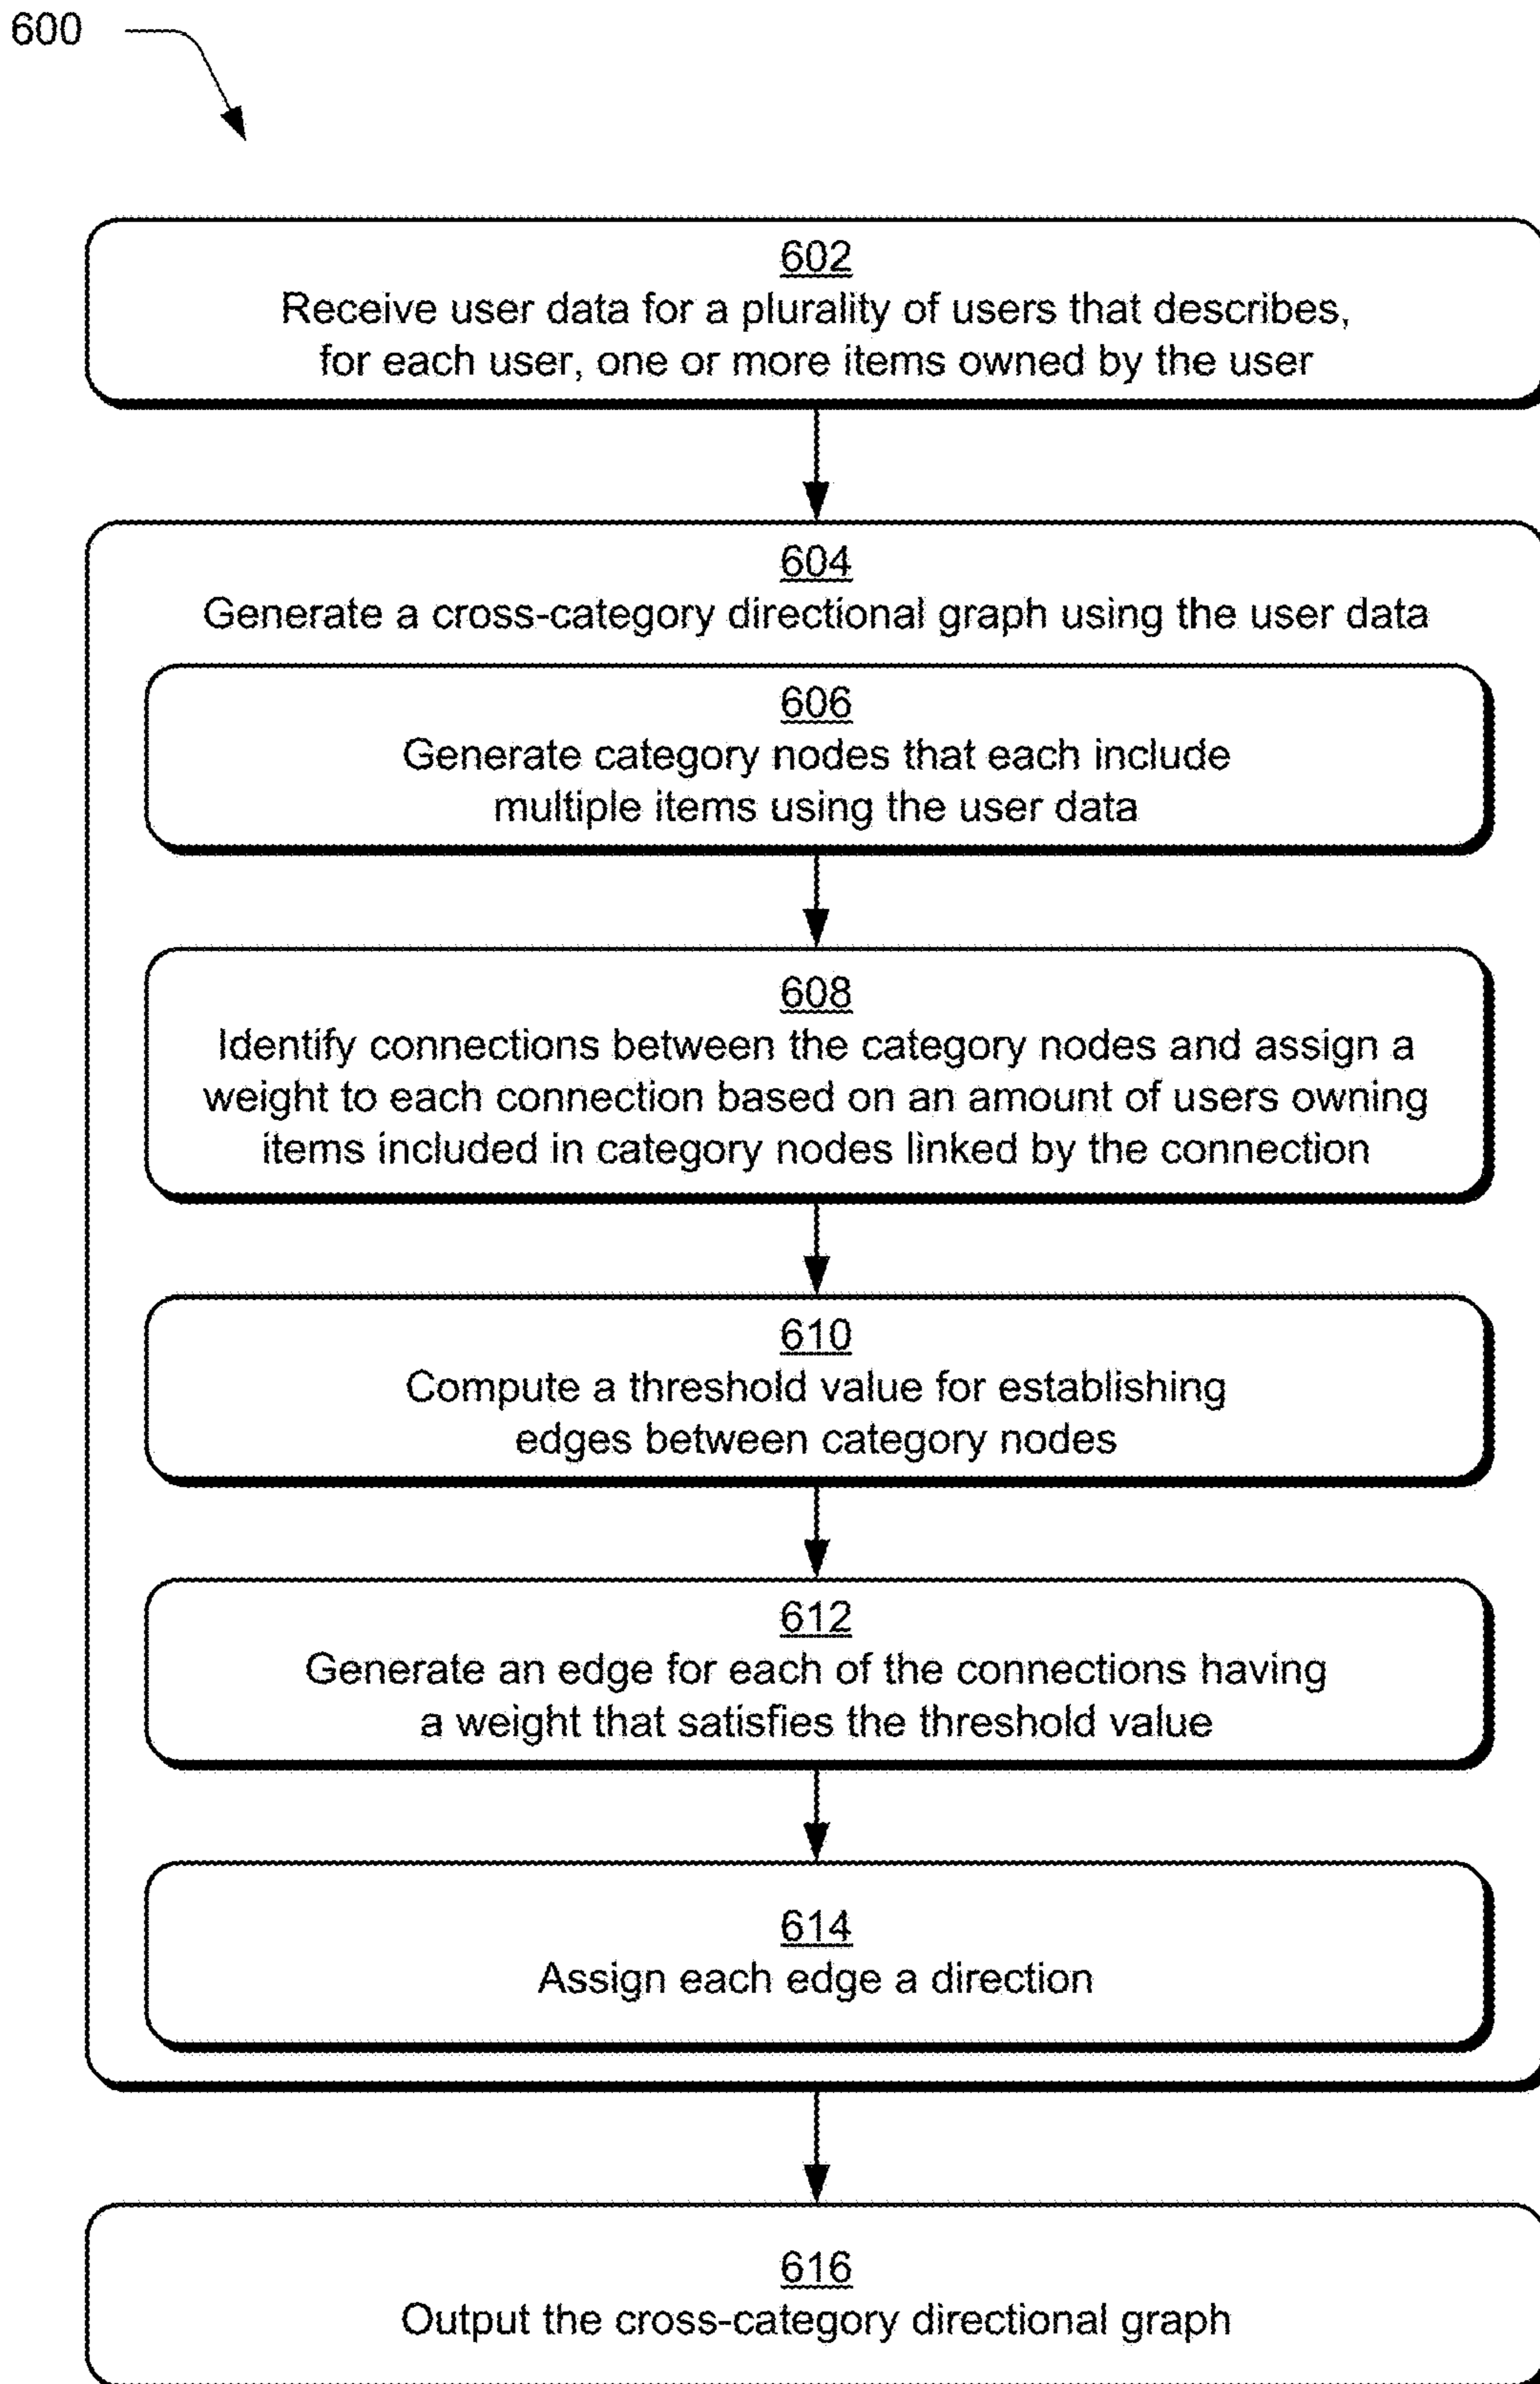 600
602
Receive user data for a plurality of users that describes,
for each user, one or more items owned by the user
604
Generate a cross-category directional graph using the user data
606
Generate category nodes that each include
multiple items using the user data
608
Identify connections between the category nodes and assign a
weight to each connection based on an amount of users owning
items included in category nodes linked by the connection
610
Compute a threshold value for establishing
edges between category nodes
612
Generate an edge for each of the connections having
a weight that satisfies the threshold value
614
Assign each edge a direction
616
Output the cross-category directional graph